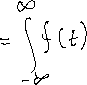 = ∫_{-∞}^{∞} f(t)